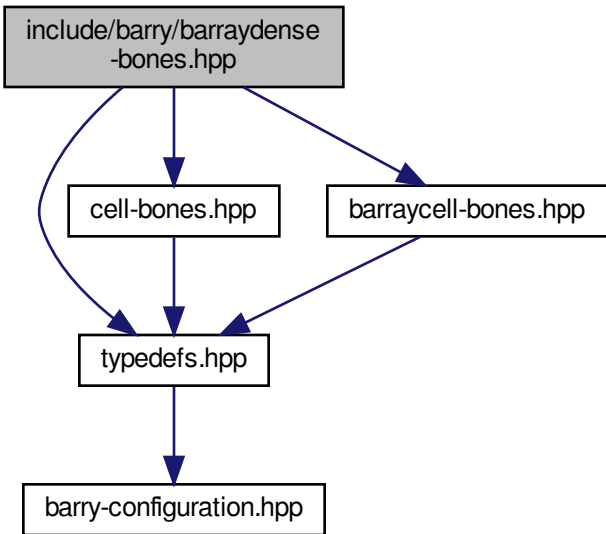 include/barry/barraydense
-bones.hpp
cell-bones.hpp
barraycell-bones.hpp
typedefs.hpp
barry-configuration.hpp